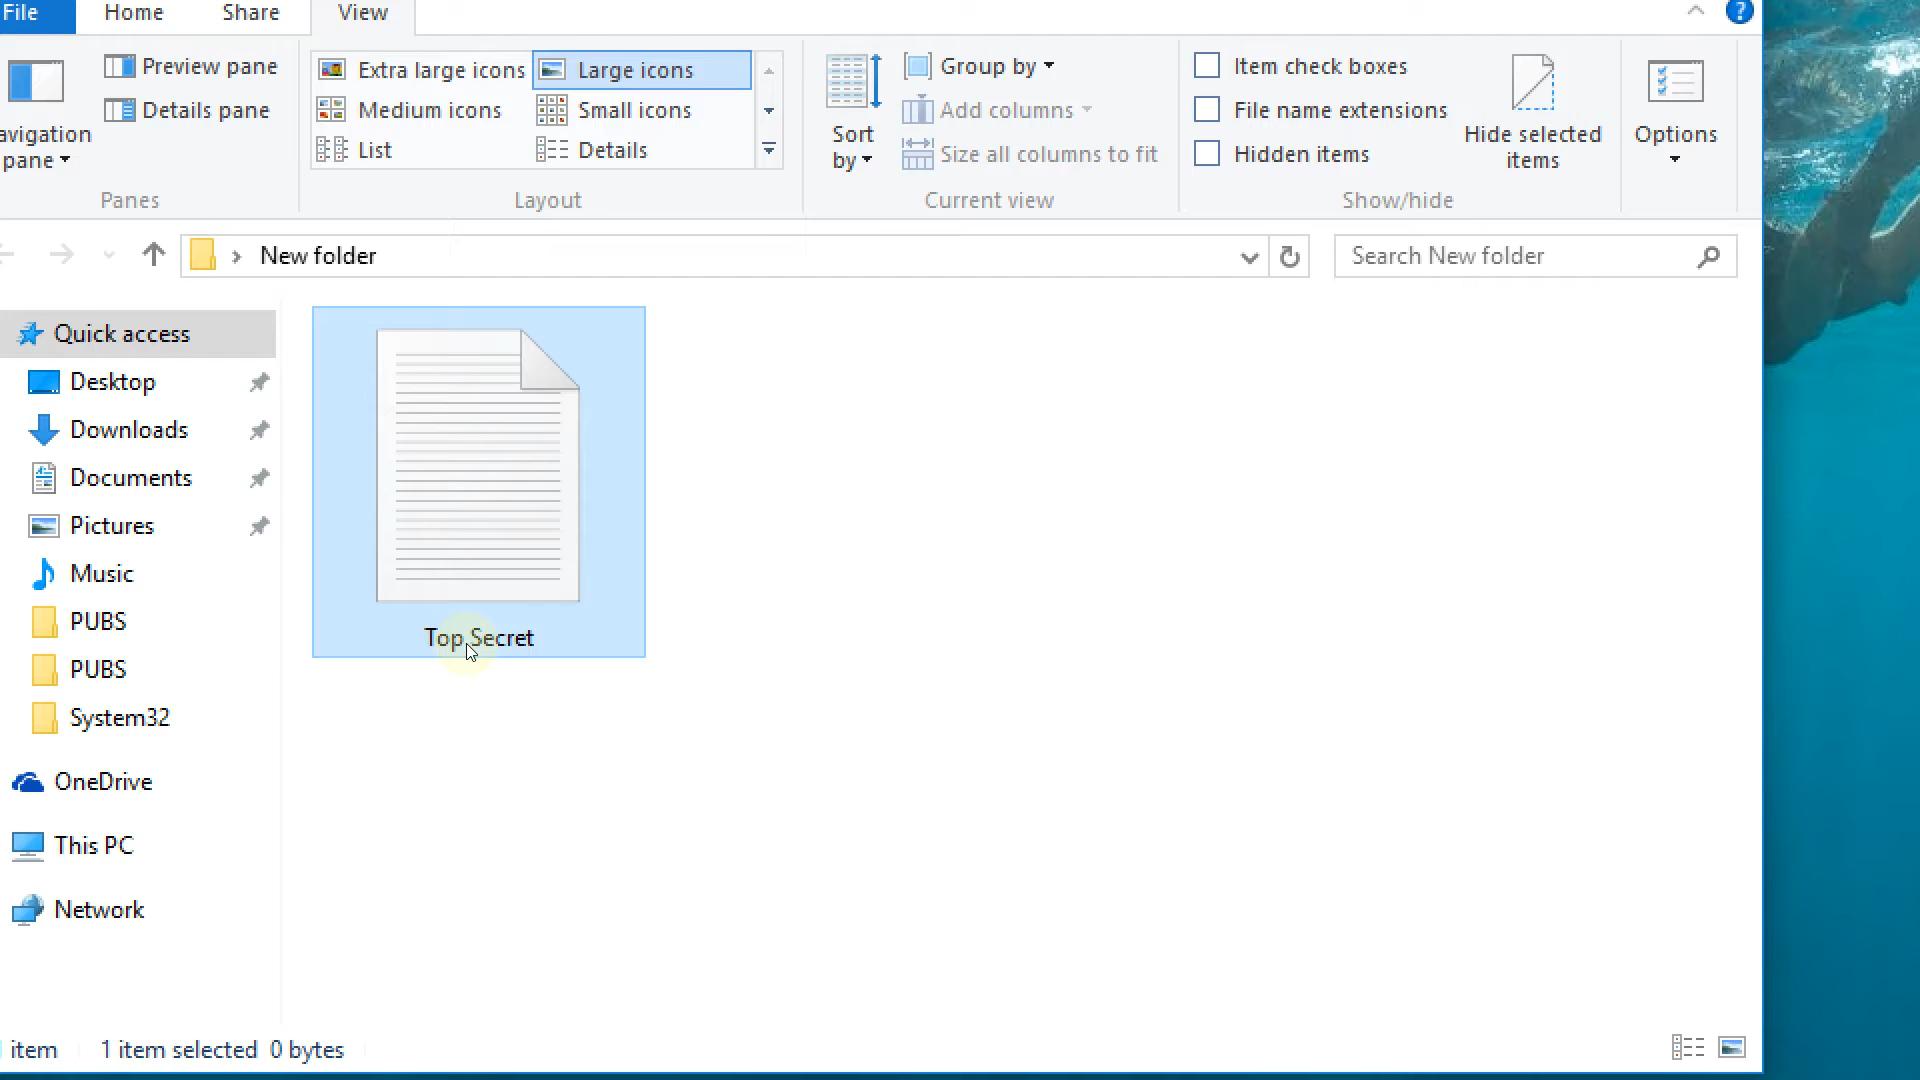 File Home Share View
?
Preview pane
Details pane
avigation
pane
Panes
Extra large icons Large icons
Medium icons Small icons
List Details
Layout
Sort
by
Group by
Add columns
Size all columns to fit
Current view
Item check boxes
File name extensions
Hidden items
Hide selected
items
Show/hide
Options
New folder
Search New folder
Quick access
Desktop
Downloads
Documents
Pictures
Music
PUBS
PUBS
System32
OneDrive
This PC
Network
Top Secret
item 1 item selected 0 bytes